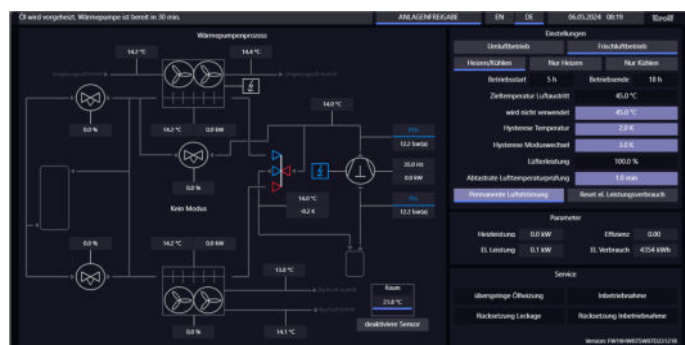 Öl wird vorgeheizt. Wärmepumpe ist bereit in 30 min.
ANLAGENFREIGABE
EN
DE
06.05.2024 08:19
Kroll
Wärmepumpenprozess
14.2 °C
14.4 °C
0.0 %
14.2 °C
0.0 kW
14.0 °C
12.2 bar(a)
35.0 Hz
0.0 kW
0.0 %
Kein Modus
14.0 °C
-0.2 K
12.2 bar(a)
0.0 %
14.2 °C
0.0 kW
13.8 °C
Raum
21.8 °C
deaktiviere Sensor
0.0 %
14.1 °C
Einstellungen
Umluftbetrieb
Frischluftbetrieb
Heizen/Kühlen
Nur Heizen
Nur Kühlen
Betriebsstart
5 h
Betriebsende
18 h
Zieltemperatur Luftaustritt
45.0 °C
wird nicht verwendet
45.0 °C
Hysterese Temperatur
2.0 K
Hysterese Moduswechsel
3.0 K
Lüfterleistung
100.0 %
Abtastrate Lufttemperaturprüfung
1.0 min
Permanente Luftströmung
Reset el. Leistungsverbrauch
Parameter
Heizleistung
0.0 kW
Effizienz
0.00
El. Leistung
0.1 kW
El. Verbrauch
4354 kWh
Service
überspringe Ölheizung
Inbetriebnahme
Rücksetzung Leckage
Rücksetzung Inbetriebnahme